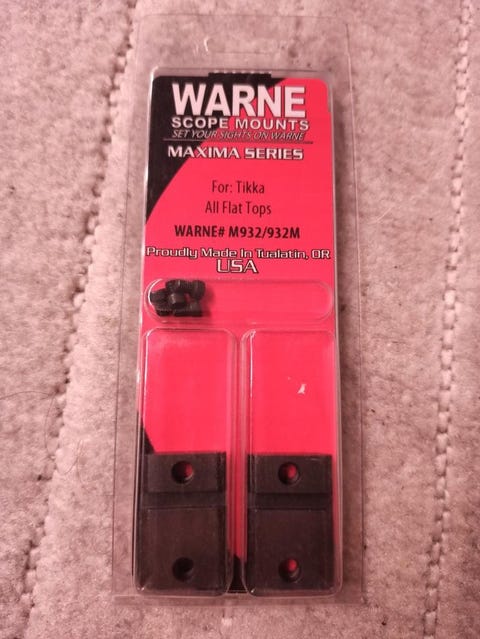 WARNE
SCOPE MOUNTS
SET YOUR SIGHTS ON WARNE
MAXIMA SERIES
For: Tikka
All Flat Tops
WARNE# M932/932M
Proudly Made In Tualatin, OR
USA